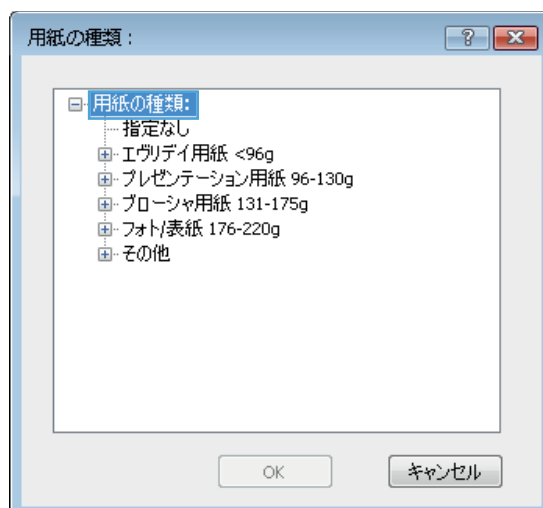 用紙の種類:
用紙の種類:
指定なし
エヴリデイ用紙 <96g
プレゼンテーション用紙 96-130g
ブローシャ用紙 131-175g
フォト/表紙 176-220g
その他
OK
キャンセル